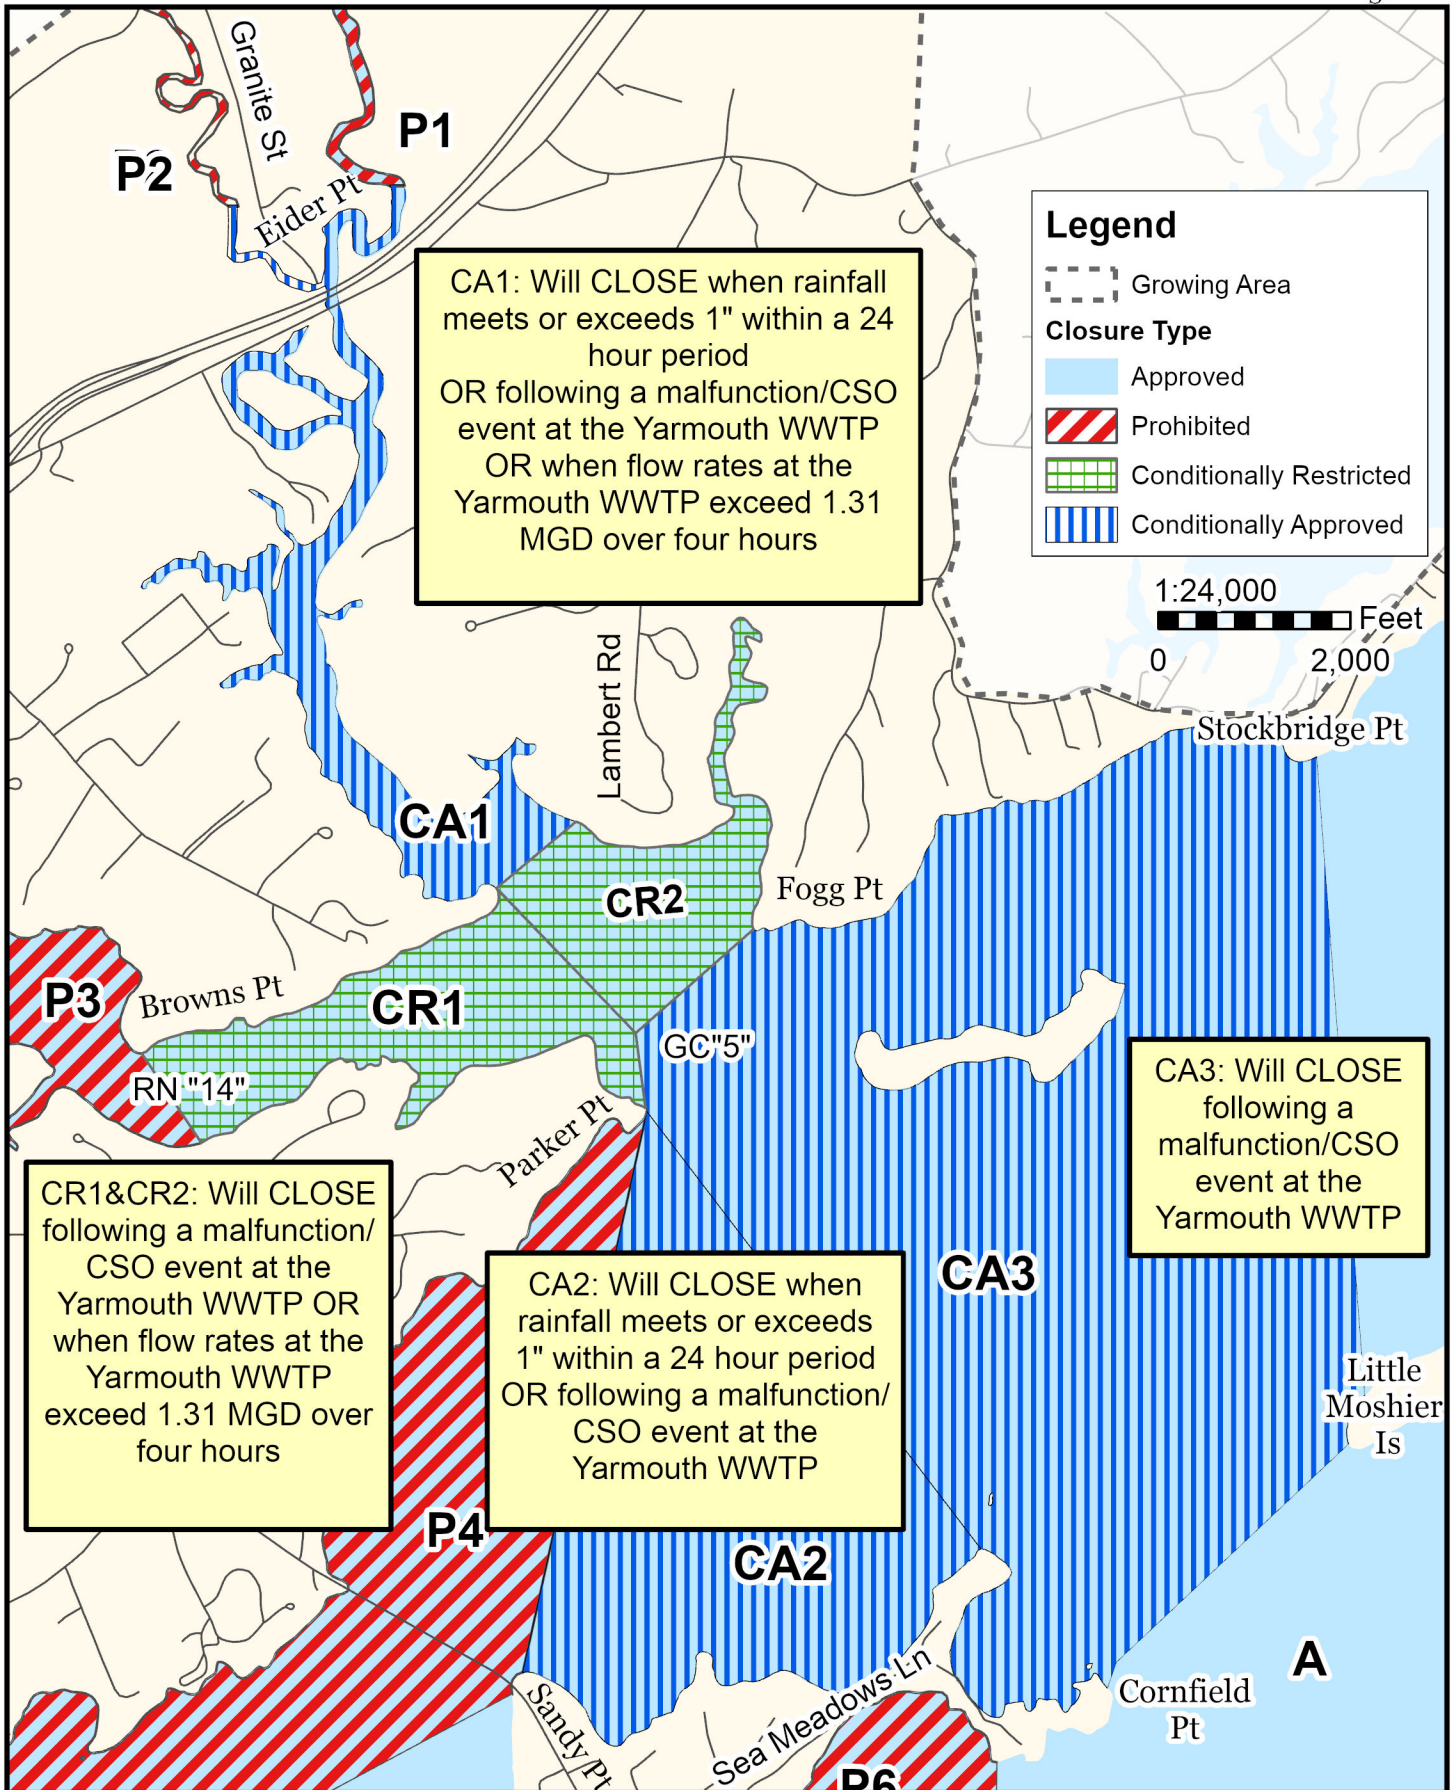 Granite St
P1
P2
Eider Pt
Legend
Growing Area
Closure Type
Approved
Prohibited
Conditionally Restricted
Conditionally Approved
1:24,000
Feet
0 2,000
CA1: Will CLOSE when rainfall
meets or exceeds 1" within a 24
hour period
OR following a malfunction/CSO
event at the Yarmouth WWTP
OR when flow rates at the
Yarmouth WWTP exceed 1.31
MGD over four hours
Lambert Rd
Stockbridge Pt
CA1
CR2
Fogg Pt
P3
Browns Pt
CR1
GC"5"
RN "14"
Parker Pt
CA3: Will CLOSE
following a
malfunction/CSO
event at the
Yarmouth WWTP
CR1&CR2: Will CLOSE
following a malfunction/
CSO event at the
Yarmouth WWTP OR
when flow rates at the
Yarmouth WWTP
exceed 1.31 MGD over
four hours
CA3
CA2: Will CLOSE when
rainfall meets or exceeds
1" within a 24 hour period
OR following a malfunction/
CSO event at the
Yarmouth WWTP
Little
Moshier
Is
P4
CA2
A
Sea Meadows Ln
Cornfield
Pt
Sandy Pt
P6